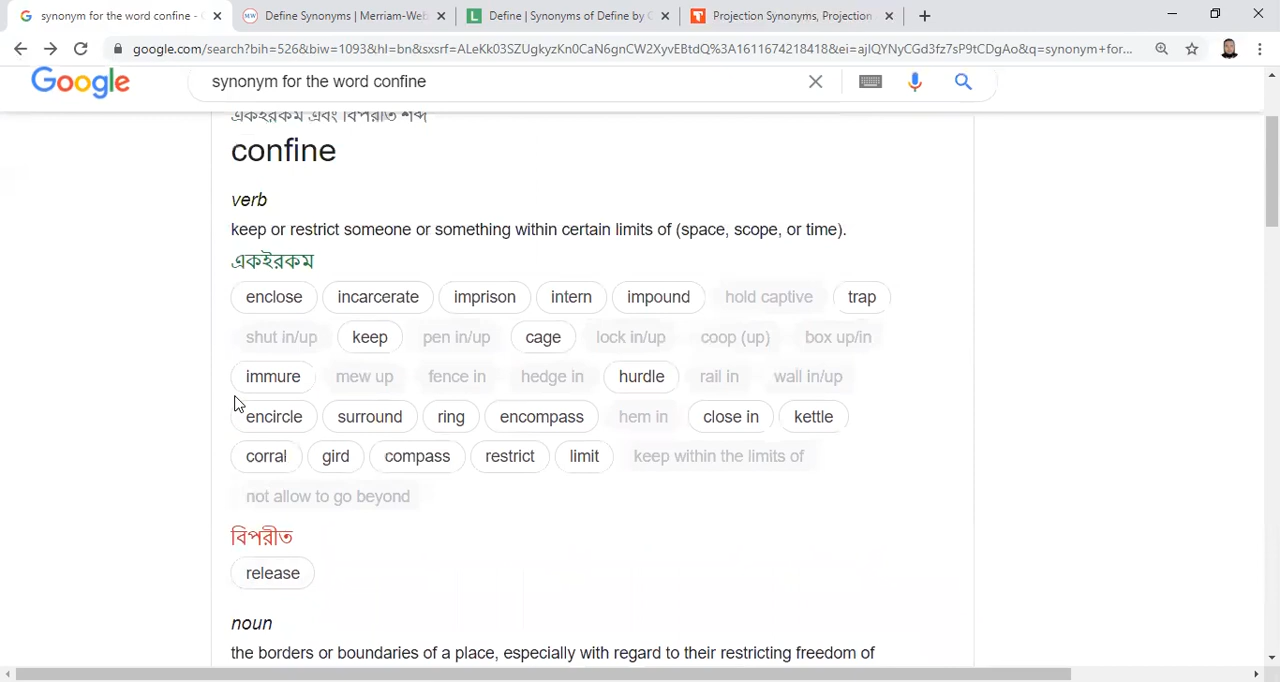 synonym for the word confine -
Define Synonyms | Merriam-Web
Define | Synonyms of Define by
Projection Synonyms, Projection
google.com/search?bih=526&biw=1093&hl=bn&sxsrf=ALeKk03SZUgkyzKn0CaN6gnCW2XyvEBtdQ%3A1611674218418&ei=ajIQYNyCGd3fz7sP9tCDgAo&q=synonym+for...
Google
synonym for the word confine
একইরকম এবং বিপরীত শব্দ
confine
verb
keep or restrict someone or something within certain limits of (space, scope, or time).
একইরকম
enclose incarcerate imprison intern impound hold captive trap
shut in/up keep pen in/up cage lock in/up coop (up) box up/in
immure mew up fence in hedge in hurdle rail in wall in/up
encircle surround ring encompass hem in close in kettle
corral gird compass restrict limit keep within the limits of
not allow to go beyond
বিপরীত
release
noun
the borders or boundaries of a place, especially with regard to their restricting freedom of